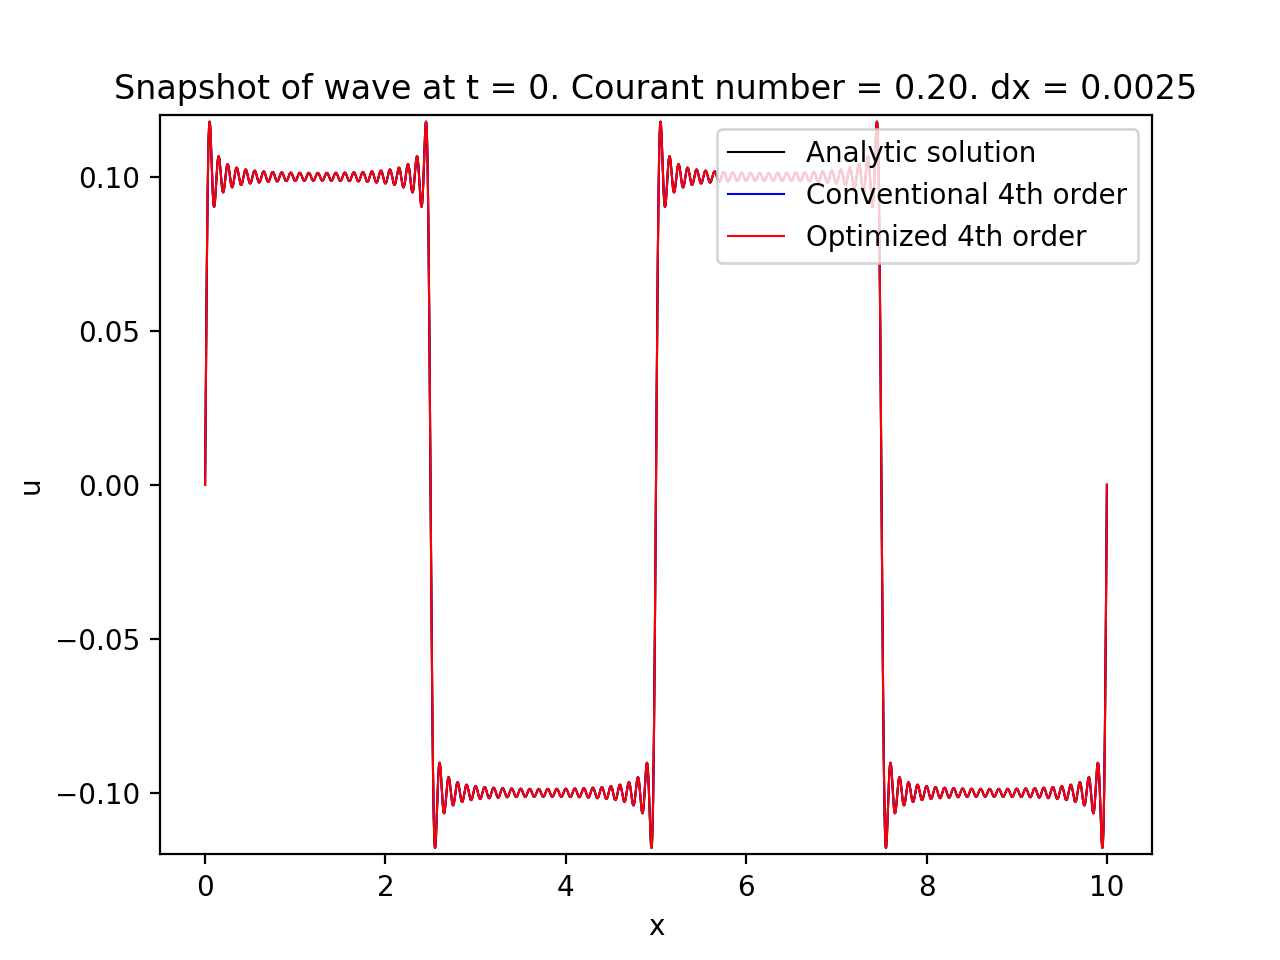 Snapshot of wave at t = 0. Courant number = 0.20. dx = 0.0025
Analytic solution
Conventional 4th order
Optimized 4th order
0.10
0.05
0.00
−0.05
−0.10
u
0 2 4 6 8 10
x